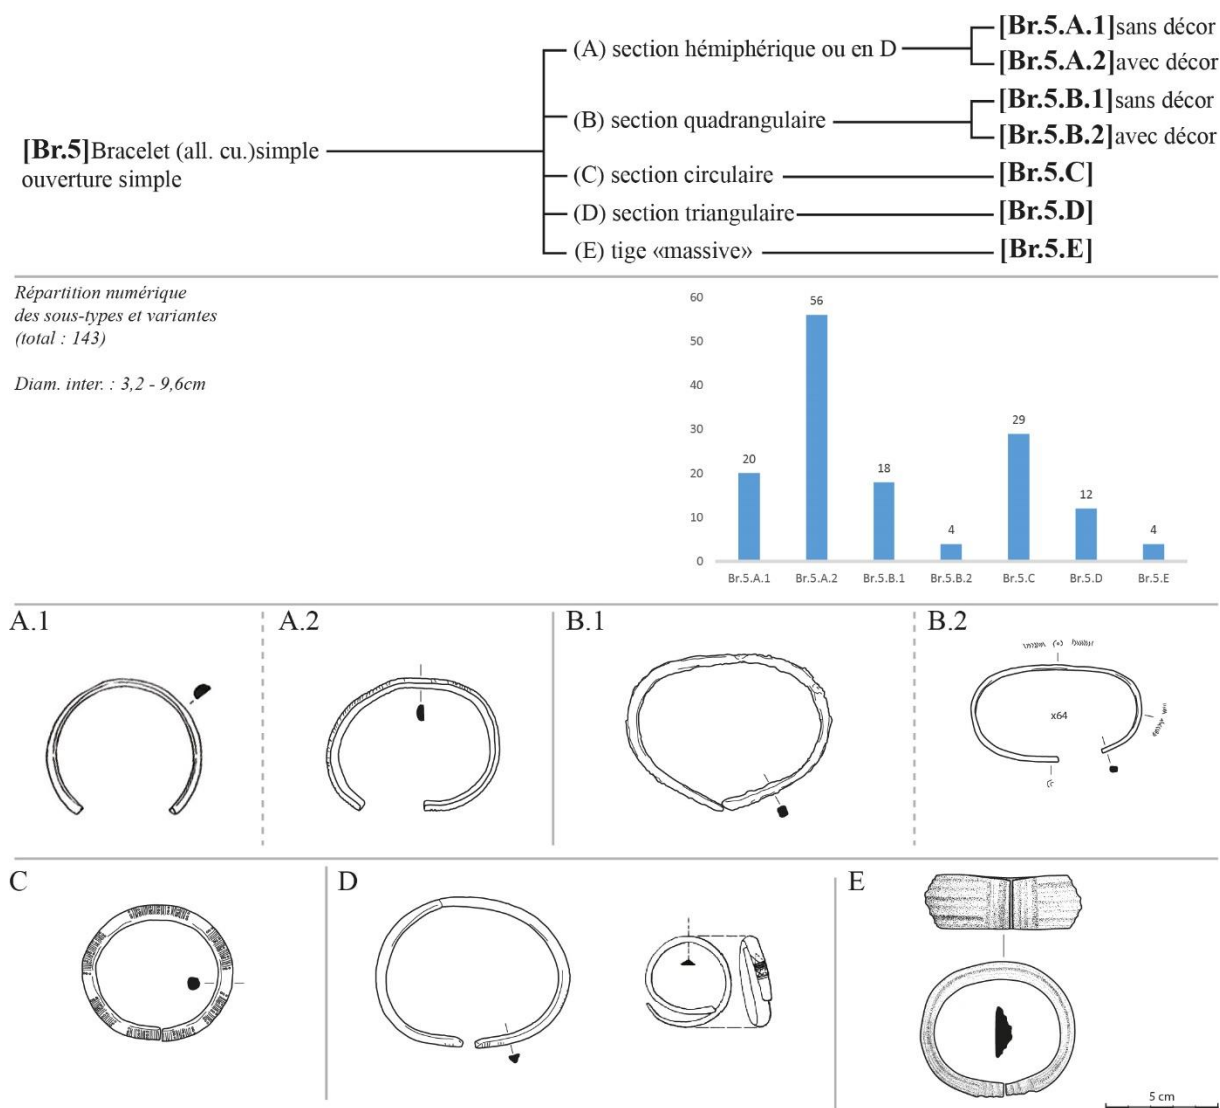 (A) section hémiphérique ou en D
[Br.5.A.1]sans décor
[Br.5.A.2]avec décor
(B) section quadrangulaire
[Br.5.B.1]sans décor
[Br.5.B.2]avec décor
[Br.5]Bracelet (all. cu.)simple
ouverture simple
(C) section circulaire
[Br.5.C]
(D) section triangulaire
[Br.5.D]
(E) tige «massive»
[Br.5.E]
Répartition numérique
des sous-types et variantes
(total : 143)
Diam. inter. : 3,2 - 9,6cm
60
50
40
30
20
10
0
20
56
18
4
29
12
4
Br.5.A.1
Br.5.A.2
Br.5.B.1
Br.5.B.2
Br.5.C
Br.5.D
Br.5.E
A.1
A.2
B.1
B.2
x64
C
D
E
5 cm